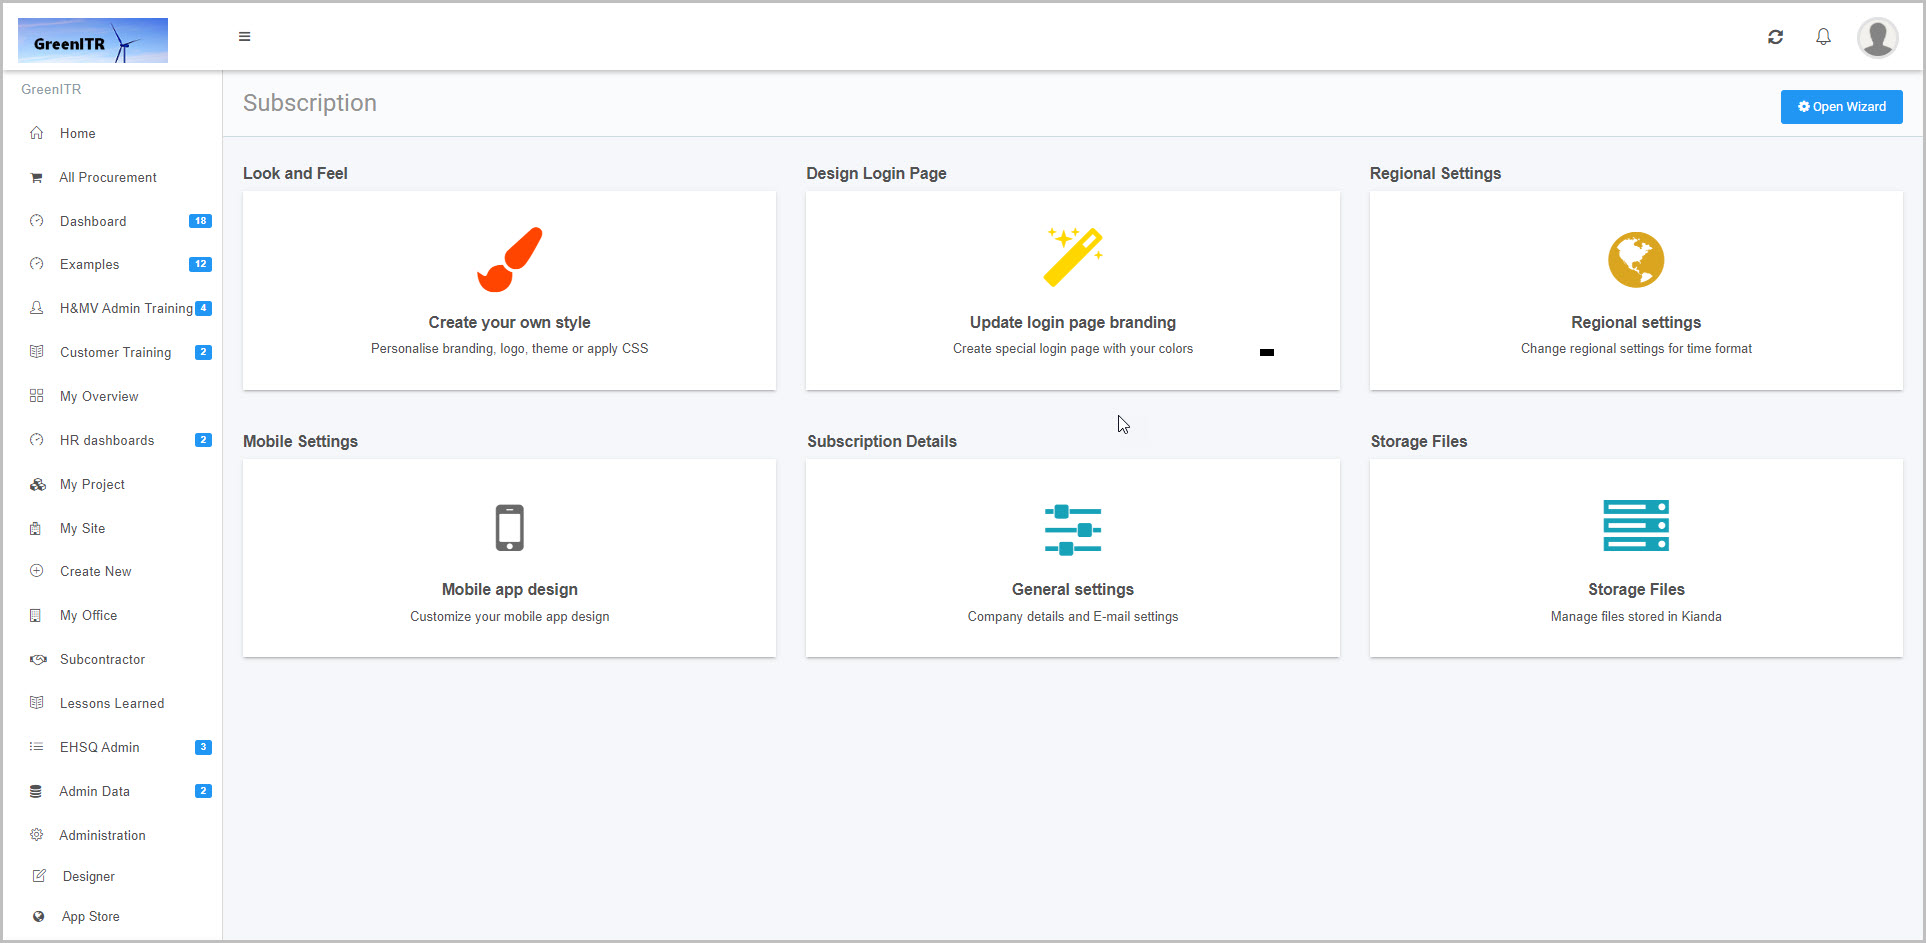 GreenITR
GreenITR
Home
All Procurement
Dashboard 18
Examples 12
H&MV Admin Training 4
Customer Training 2
My Overview
HR dashboards 2
My Project
My Site
Create New
My Office
Subcontractor
Lessons Learned
EHSQ Admin 3
Admin Data 2
Administration
Designer
App Store
Subscription
Open Wizard
Look and Feel
Create your own style
Personalise branding, logo, theme or apply CSS
Design Login Page
Update login page branding
Create special login page with your colors
Regional Settings
Regional settings
Change regional settings for time format
Mobile Settings
Mobile app design
Customize your mobile app design
Subscription Details
General settings
Company details and E-mail settings
Storage Files
Storage Files
Manage files stored in Kianda